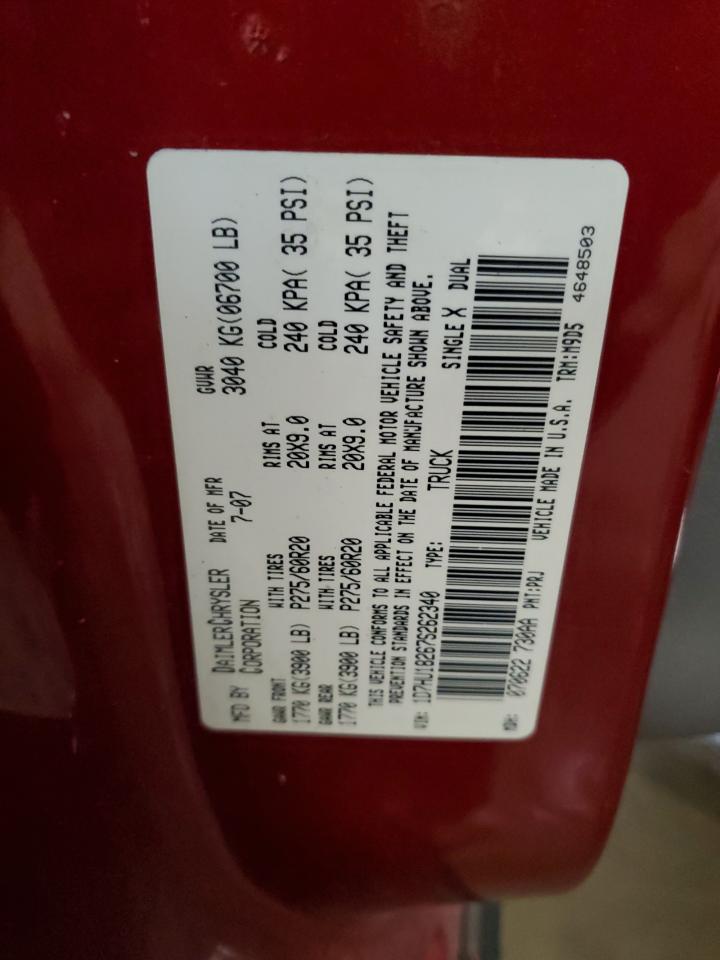 MFD BY DAIMLERCHRYSLER CORPORATION DATE OF MFR 7-07 GVWR 3040 KG(06700 LB)
GAWR FRONT WITH TIRES RIMS AT COLD
1770 KG(3900 LB) P275/60R20 20X9.0 240 KPA( 35 PSI)
GAWR REAR WITH TIRES RIMS AT COLD
1770 KG(3900 LB) P275/60R20 20X9.0 240 KPA( 35 PSI)
THIS VEHICLE CONFORMS TO ALL APPLICABLE FEDERAL MOTOR VEHICLE SAFETY AND THEFT
PREVENTION STANDARDS IN EFFECT ON THE DATE OF MANUFACTURE SHOWN ABOVE.
VIN: 1D7HU18267S262340 TYPE: TRUCK SINGLE X DUAL
MDH: 070622 730AA PNT:PRJ VEHICLE MADE IN U.S.A. TRM:M9D5
4648503